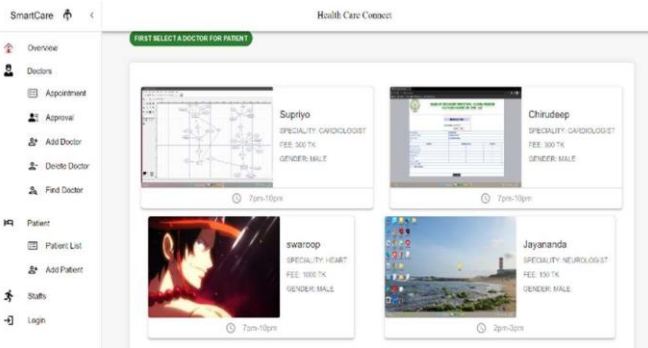 SmartCare
Health Care Connect
Overview
Doctors
Appointment
Approval
Add Doctor
Delete Doctor
Find Doctor
Patient
Patient List
Add Patient
Staffs
Login
FIRST SELECT A DOCTOR FOR PATIENT
Supriyo
SPECIALITY: CARDIOLOGIST
FEE: 500 TK
GENDER: MALE
7pm-10pm
Chirudeep
SPECIALITY: CARDIOLOGIST
FEE: 300 TK
GENDER: MALE
7pm-10pm
swaroop
SPECIALITY: HEART
FEE: 1000 TK
GENDER: MALE
7pm-10pm
Jayananda
SPECIALITY: NEUROLOGIST
FEE: 150 TK
GENDER: MALE
2pm-3pm